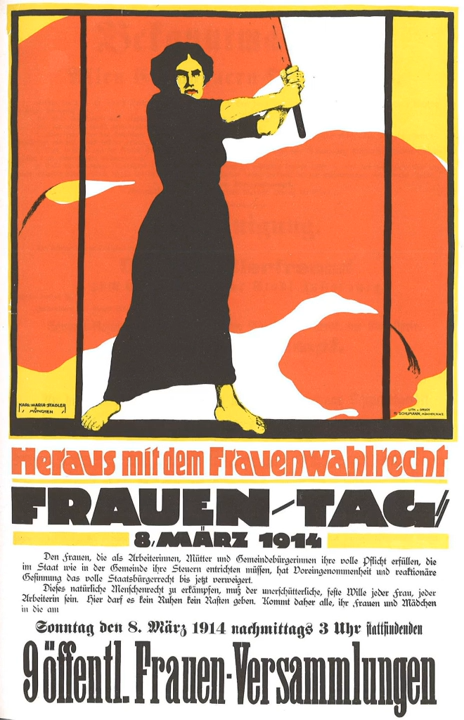 KARL MARIA STADLER
MÜNCHEN
Heraus mit dem Frauenwahlrecht
FRAUEN-TAG
8. MÄRZ 1914
Den Frauen, die als Arbeiterinnen, Mütter und Gemeindebürgerinnen ihre volle Pflicht erfüllen, die
im Staat wie in der Gemeinde ihre Steuern entrichten müssen, hat Voreingenommenheit und reaktionäre
Gesinnung das volle Staatsbürgerrecht bis jetzt verweigert.
Dieses natürliche Menschenrecht zu erkämpfen, muß der unerschütterliche, feste Wille jeder Frau, jeder
Arbeiterin sein. Hier darf es kein Ruhen kein Rasten geben. Kommt daher alle, ihr Frauen und Mädchen
in die am
Sonntag den 8. März 1914 nachmittags 3 Uhr stattfindenden
9 öffentl. Frauen-Versammlungen